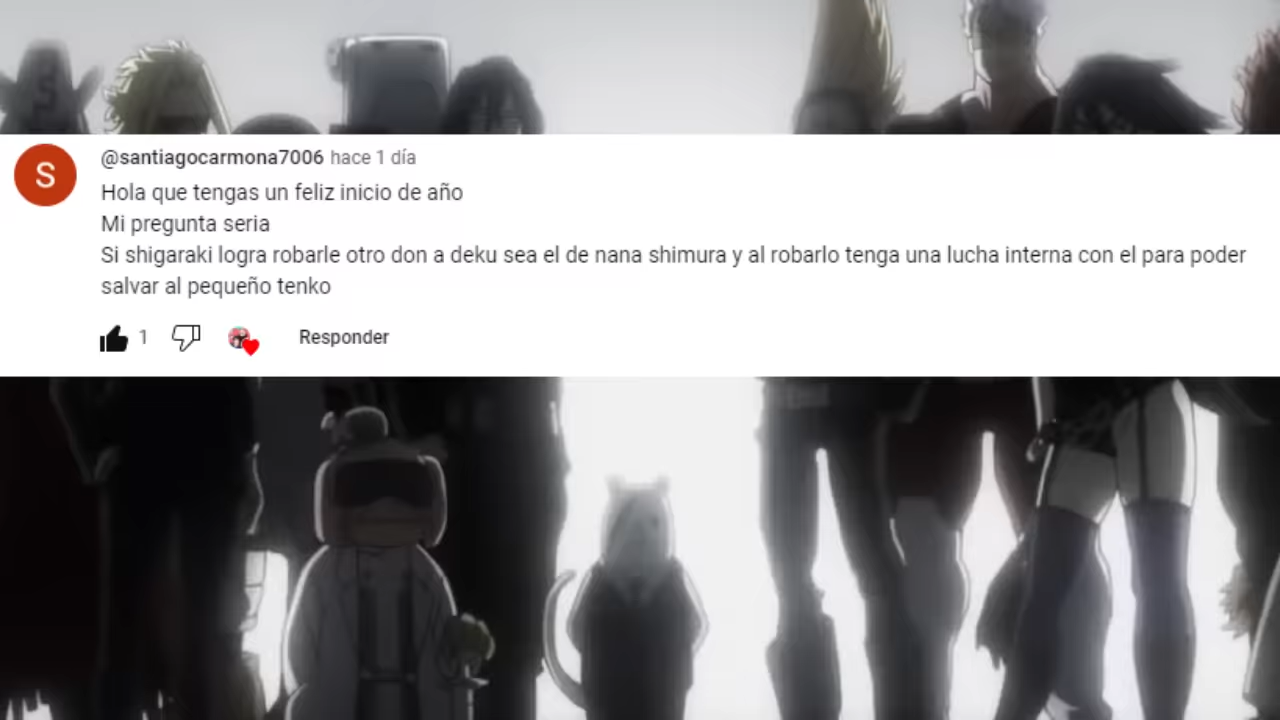 S
S
@santiagocarmona7006 hace 1 día
Hola que tengas un feliz inicio de año
Mi pregunta seria
Si shigaraki logra robarle otro don a deku sea el de nana shimura y al robarlo tenga una lucha interna con el para poder
salvar al pequeño tenko
1 Responder